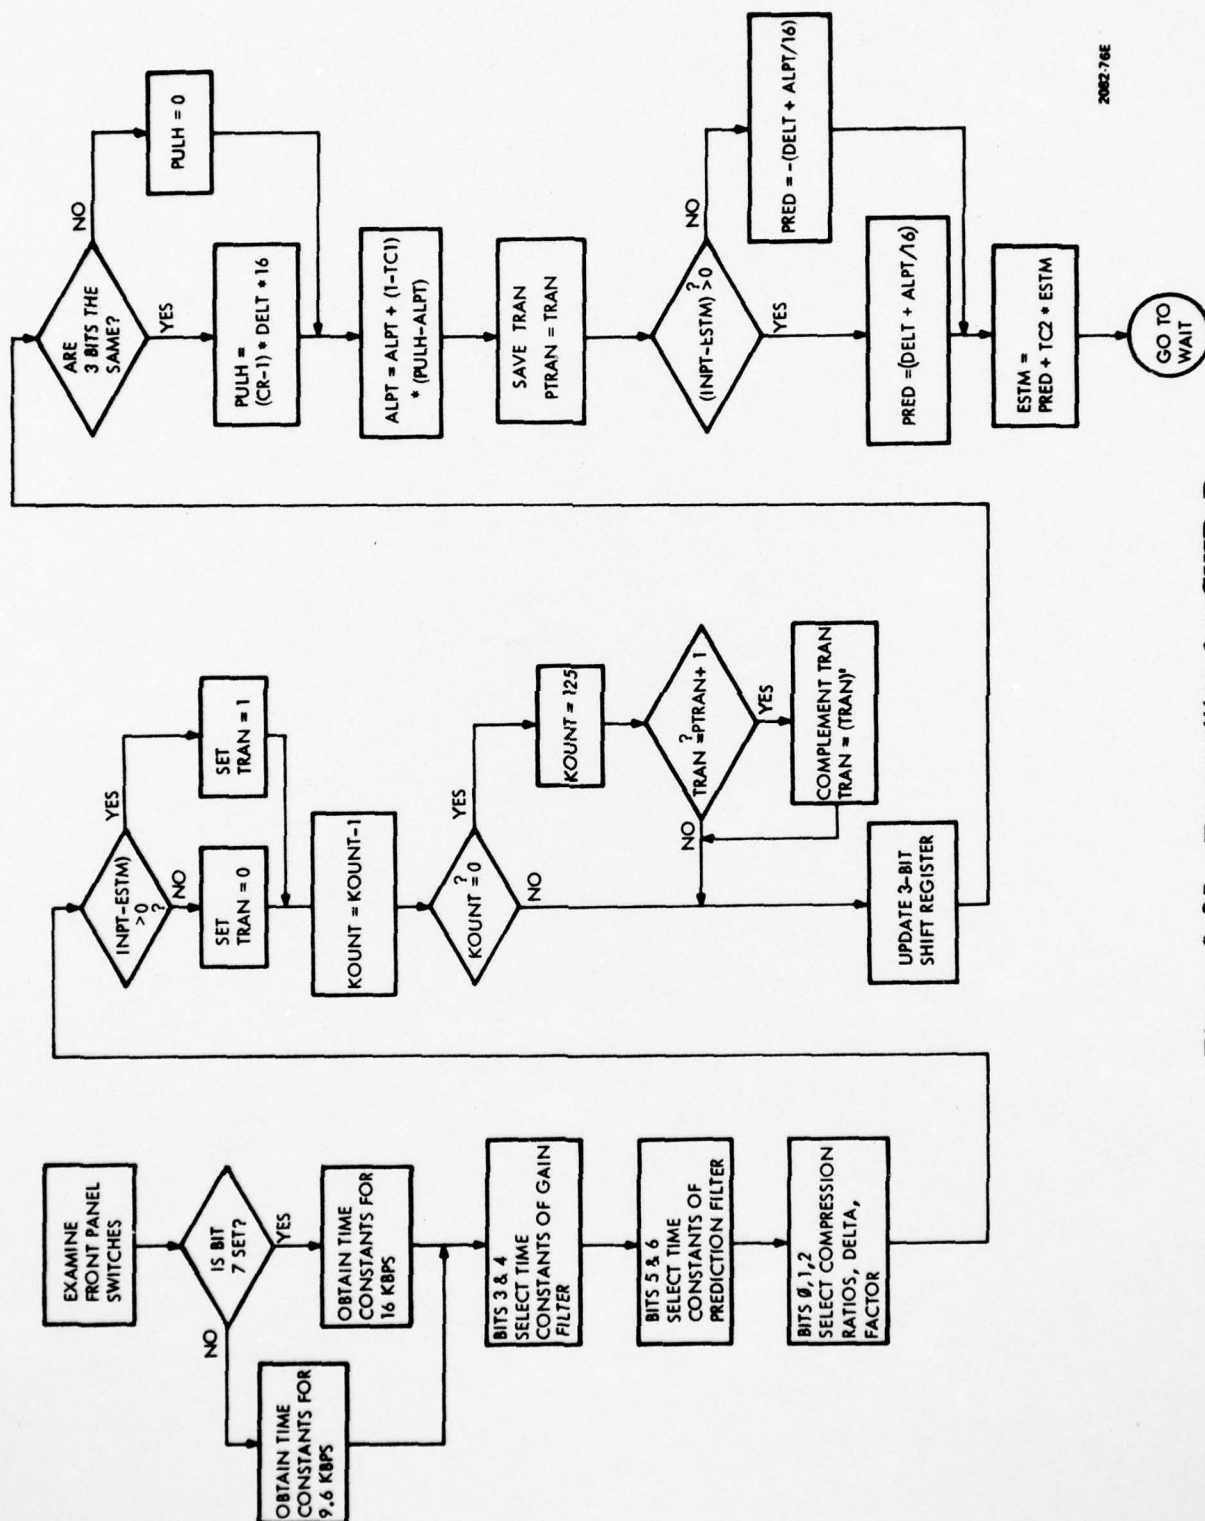 EXAMINE
FRONT PANEL
SWITCHES
IS BIT
7 SET?
NO
YES
OBTAIN TIME
CONSTANTS FOR
9.6 KBPS
OBTAIN TIME
CONSTANTS FOR
16 KBPS
BITS 3 & 4
SELECT TIME
CONSTANTS OF GAIN
FILTER
BITS 5 & 6
SELECT TIME
CONSTANTS OF
PREDICTION FILTER
BITS Ø,1,2
SELECT COMPRESSION
RATIOS, DELTA,
FACTOR
INPT-ESTM)
>0
?
YES
NO
SET
TRAN = 0
SET
TRAN = 1
KOUNT = KOUNT-1
?
KOUNT = 0
YES
NO
KOUNT = 125
?
TRAN =PTRAN+ 1
NO
YES
COMPLEMENT TRAN
TRAN = (TRAN)'
UPDATE 3-BIT
SHIFT REGISTER
ARE
3 BITS THE
SAME?
NO
YES
PULH = 0
PULH =
(CR-1) * DELT * 16
ALPT = ALPT + (1-TC1)
* (PULH-ALPT)
SAVE TRAN
PTRAN = TRAN
?
(INPT-ESTM) >0
NO
YES
PRED = -(DELT + ALPT/16)
PRED =(DELT + ALPT/16)
ESTM =
PRED + TC2 * ESTM
GO TO
WAIT
2082-76E